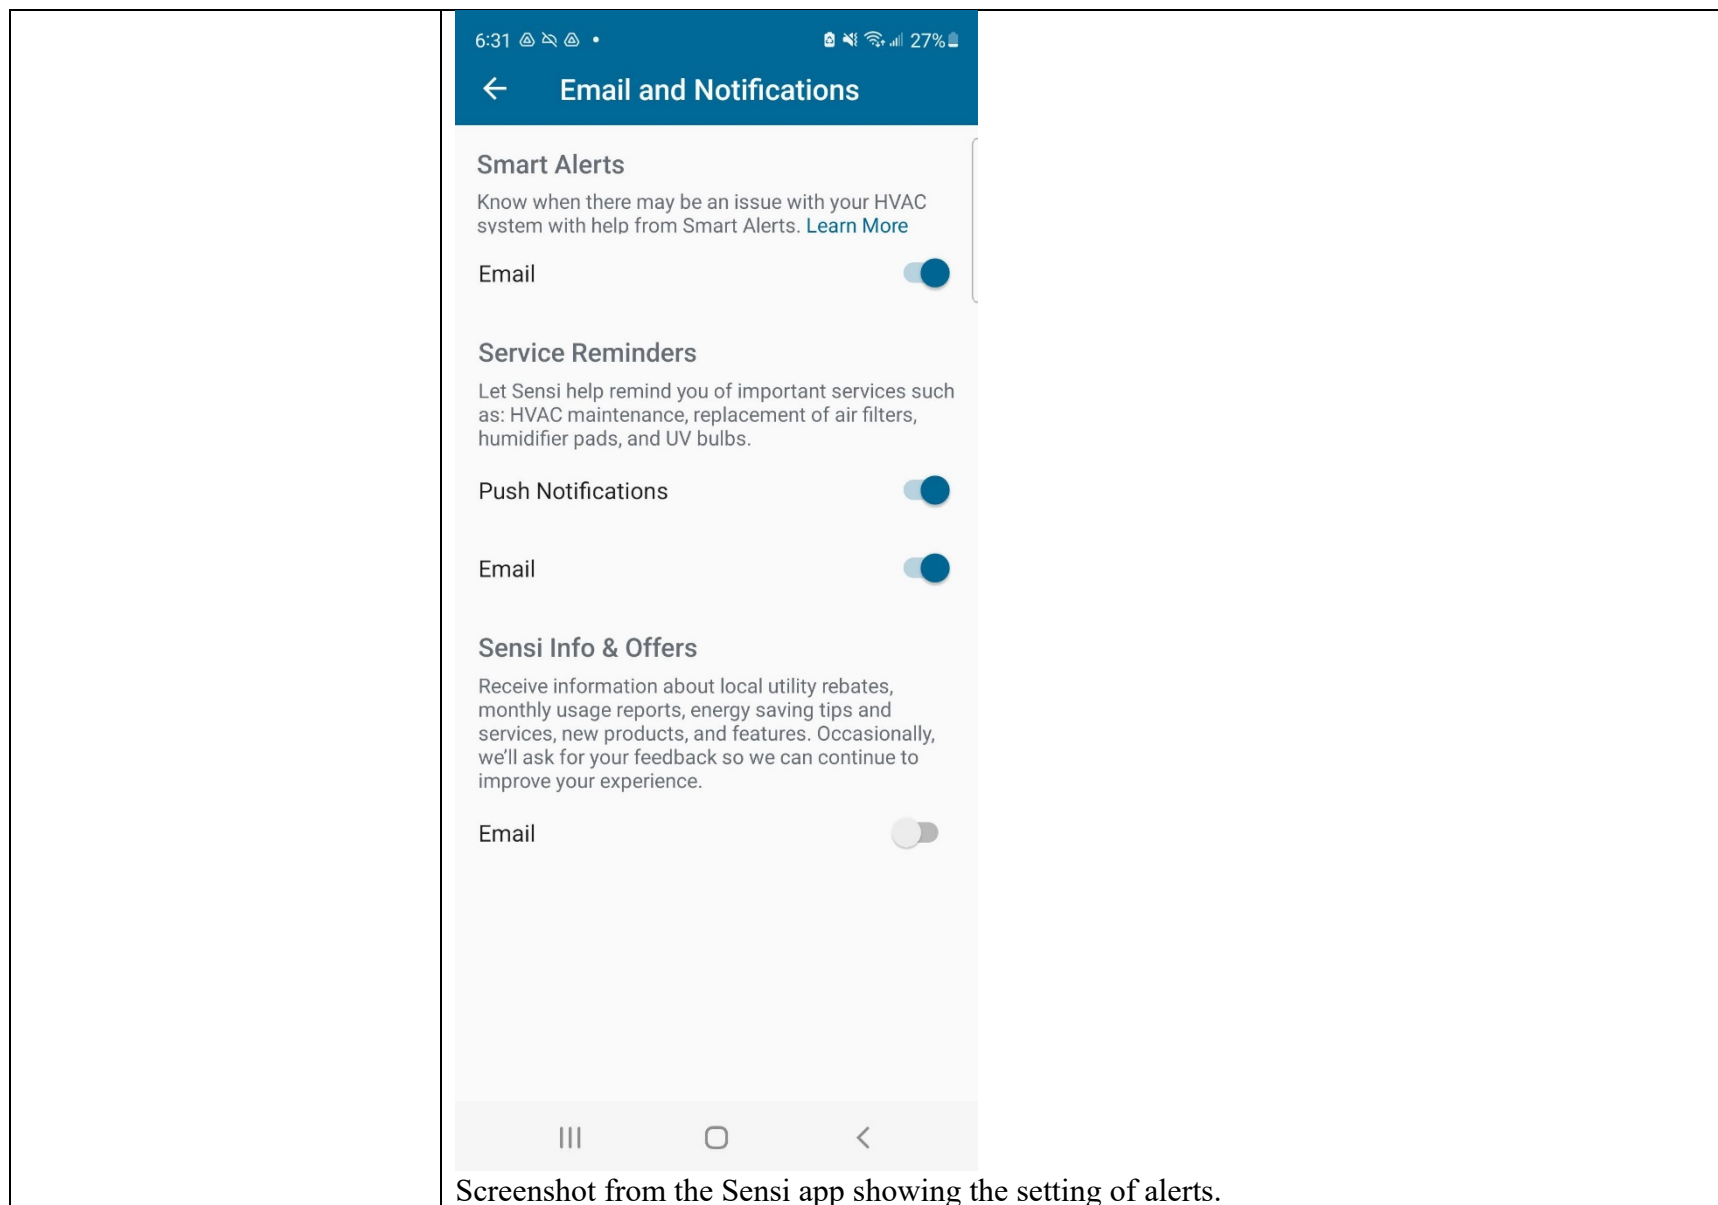 6:31
27%
Email and Notifications
Smart Alerts
Know when there may be an issue with your HVAC
system with help from Smart Alerts. Learn More
Email
Service Reminders
Let Sensi help remind you of important services such
as: HVAC maintenance, replacement of air filters,
humidifier pads, and UV bulbs.
Push Notifications
Email
Sensi Info & Offers
Receive information about local utility rebates,
monthly usage reports, energy saving tips and
services, new products, and features. Occasionally,
we'll ask for your feedback so we can continue to
improve your experience.
Email
Screenshot from the Sensi app showing the setting of alerts.